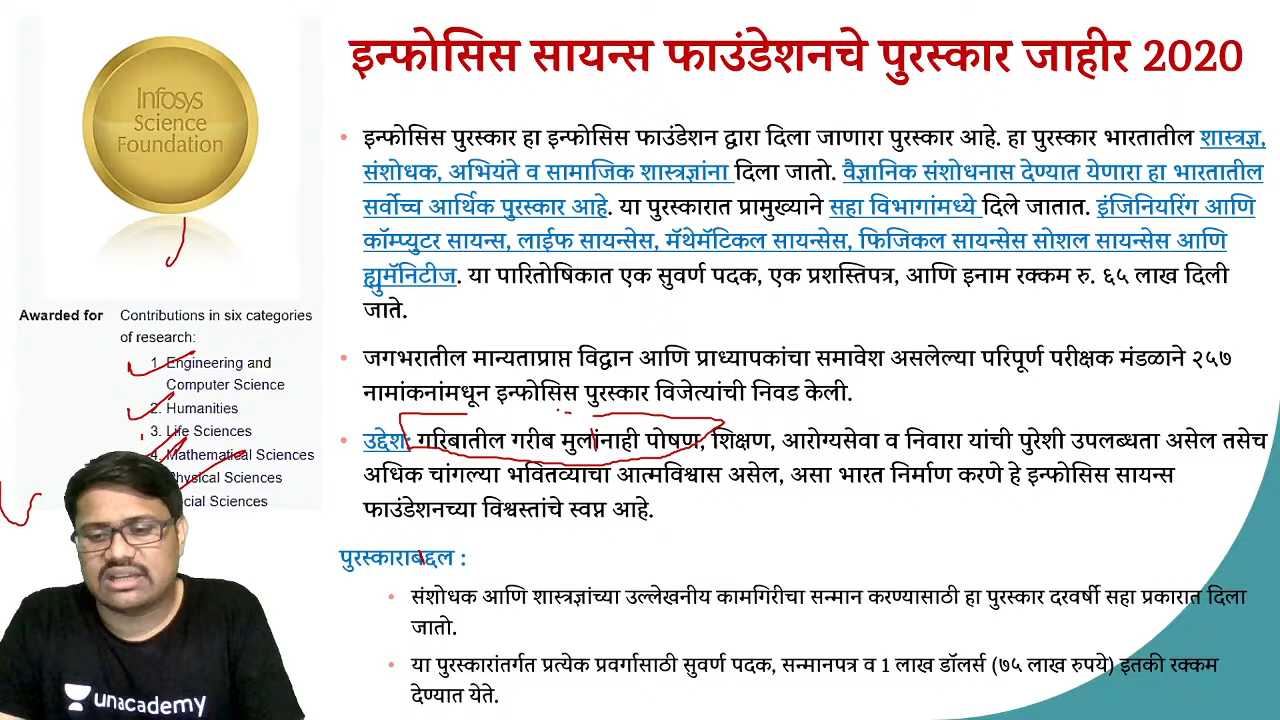 इन्फोसिस सायन्स फाउंडेशनचे पुरस्कार जाहीर 2020
Infosys
Science
Foundation
Awarded for Contributions in six categories
of research:
1. Engineering and
Computer Science
2. Humanities
3. Life Sciences
4. Mathematical Sciences
Physical Sciences
Social Sciences
• इन्फोसिस पुरस्कार हा इन्फोसिस फाउंडेशन द्वारा दिला जाणारा पुरस्कार आहे. हा पुरस्कार भारतातील शास्त्रज्ञ,
संशोधक, अभियंते व सामाजिक शास्त्रज्ञांना दिला जातो. वैज्ञानिक संशोधनास देण्यात येणारा हा भारतातील
सर्वोच्च आर्थिक पुरस्कार आहे. या पुरस्कारात प्रामुख्याने सहा विभागांमध्ये दिले जातात. इंजिनियरिंग आणि
कॉम्प्युटर सायन्स, लाईफ सायन्सेस, मॅथेमॅटिकल सायन्सेस, फिजिकल सायन्सेस सोशल सायन्सेस आणि
ह्युमॅनिटीज. या पारितोषिकात एक सुवर्ण पदक, एक प्रशस्तिपत्र, आणि इनाम रक्कम रु. ६५ लाख दिली
जाते.
• जगभरातील मान्यताप्राप्त विद्वान आणि प्राध्यापकांचा समावेश असलेल्या परिपूर्ण परीक्षक मंडळाने २५७
नामांकनांमधून इन्फोसिस पुरस्कार विजेत्यांची निवड केली.
• उद्देश: गरिबातील गरीब मुलांनाही पोषण, शिक्षण, आरोग्यसेवा व निवारा यांची पुरेशी उपलब्धता असेल तसेच
अधिक चांगल्या भवितव्याचा आत्मविश्वास असेल, असा भारत निर्माण करणे हे इन्फोसिस सायन्स
फाउंडेशनच्या विश्वस्तांचे स्वप्न आहे.
पुरस्काराबद्दल :
• संशोधक आणि शास्त्रज्ञांच्या उल्लेखनीय कामगिरीचा सन्मान करण्यासाठी हा पुरस्कार दरवर्षी सहा प्रकारात दिला
जातो.
• या पुरस्कारांतर्गत प्रत्येक प्रवर्गासाठी सुवर्ण पदक, सन्मानपत्र व 1 लाख डॉलर्स (७५ लाख रुपये) इतकी रक्कम
देण्यात येते.
unacademy